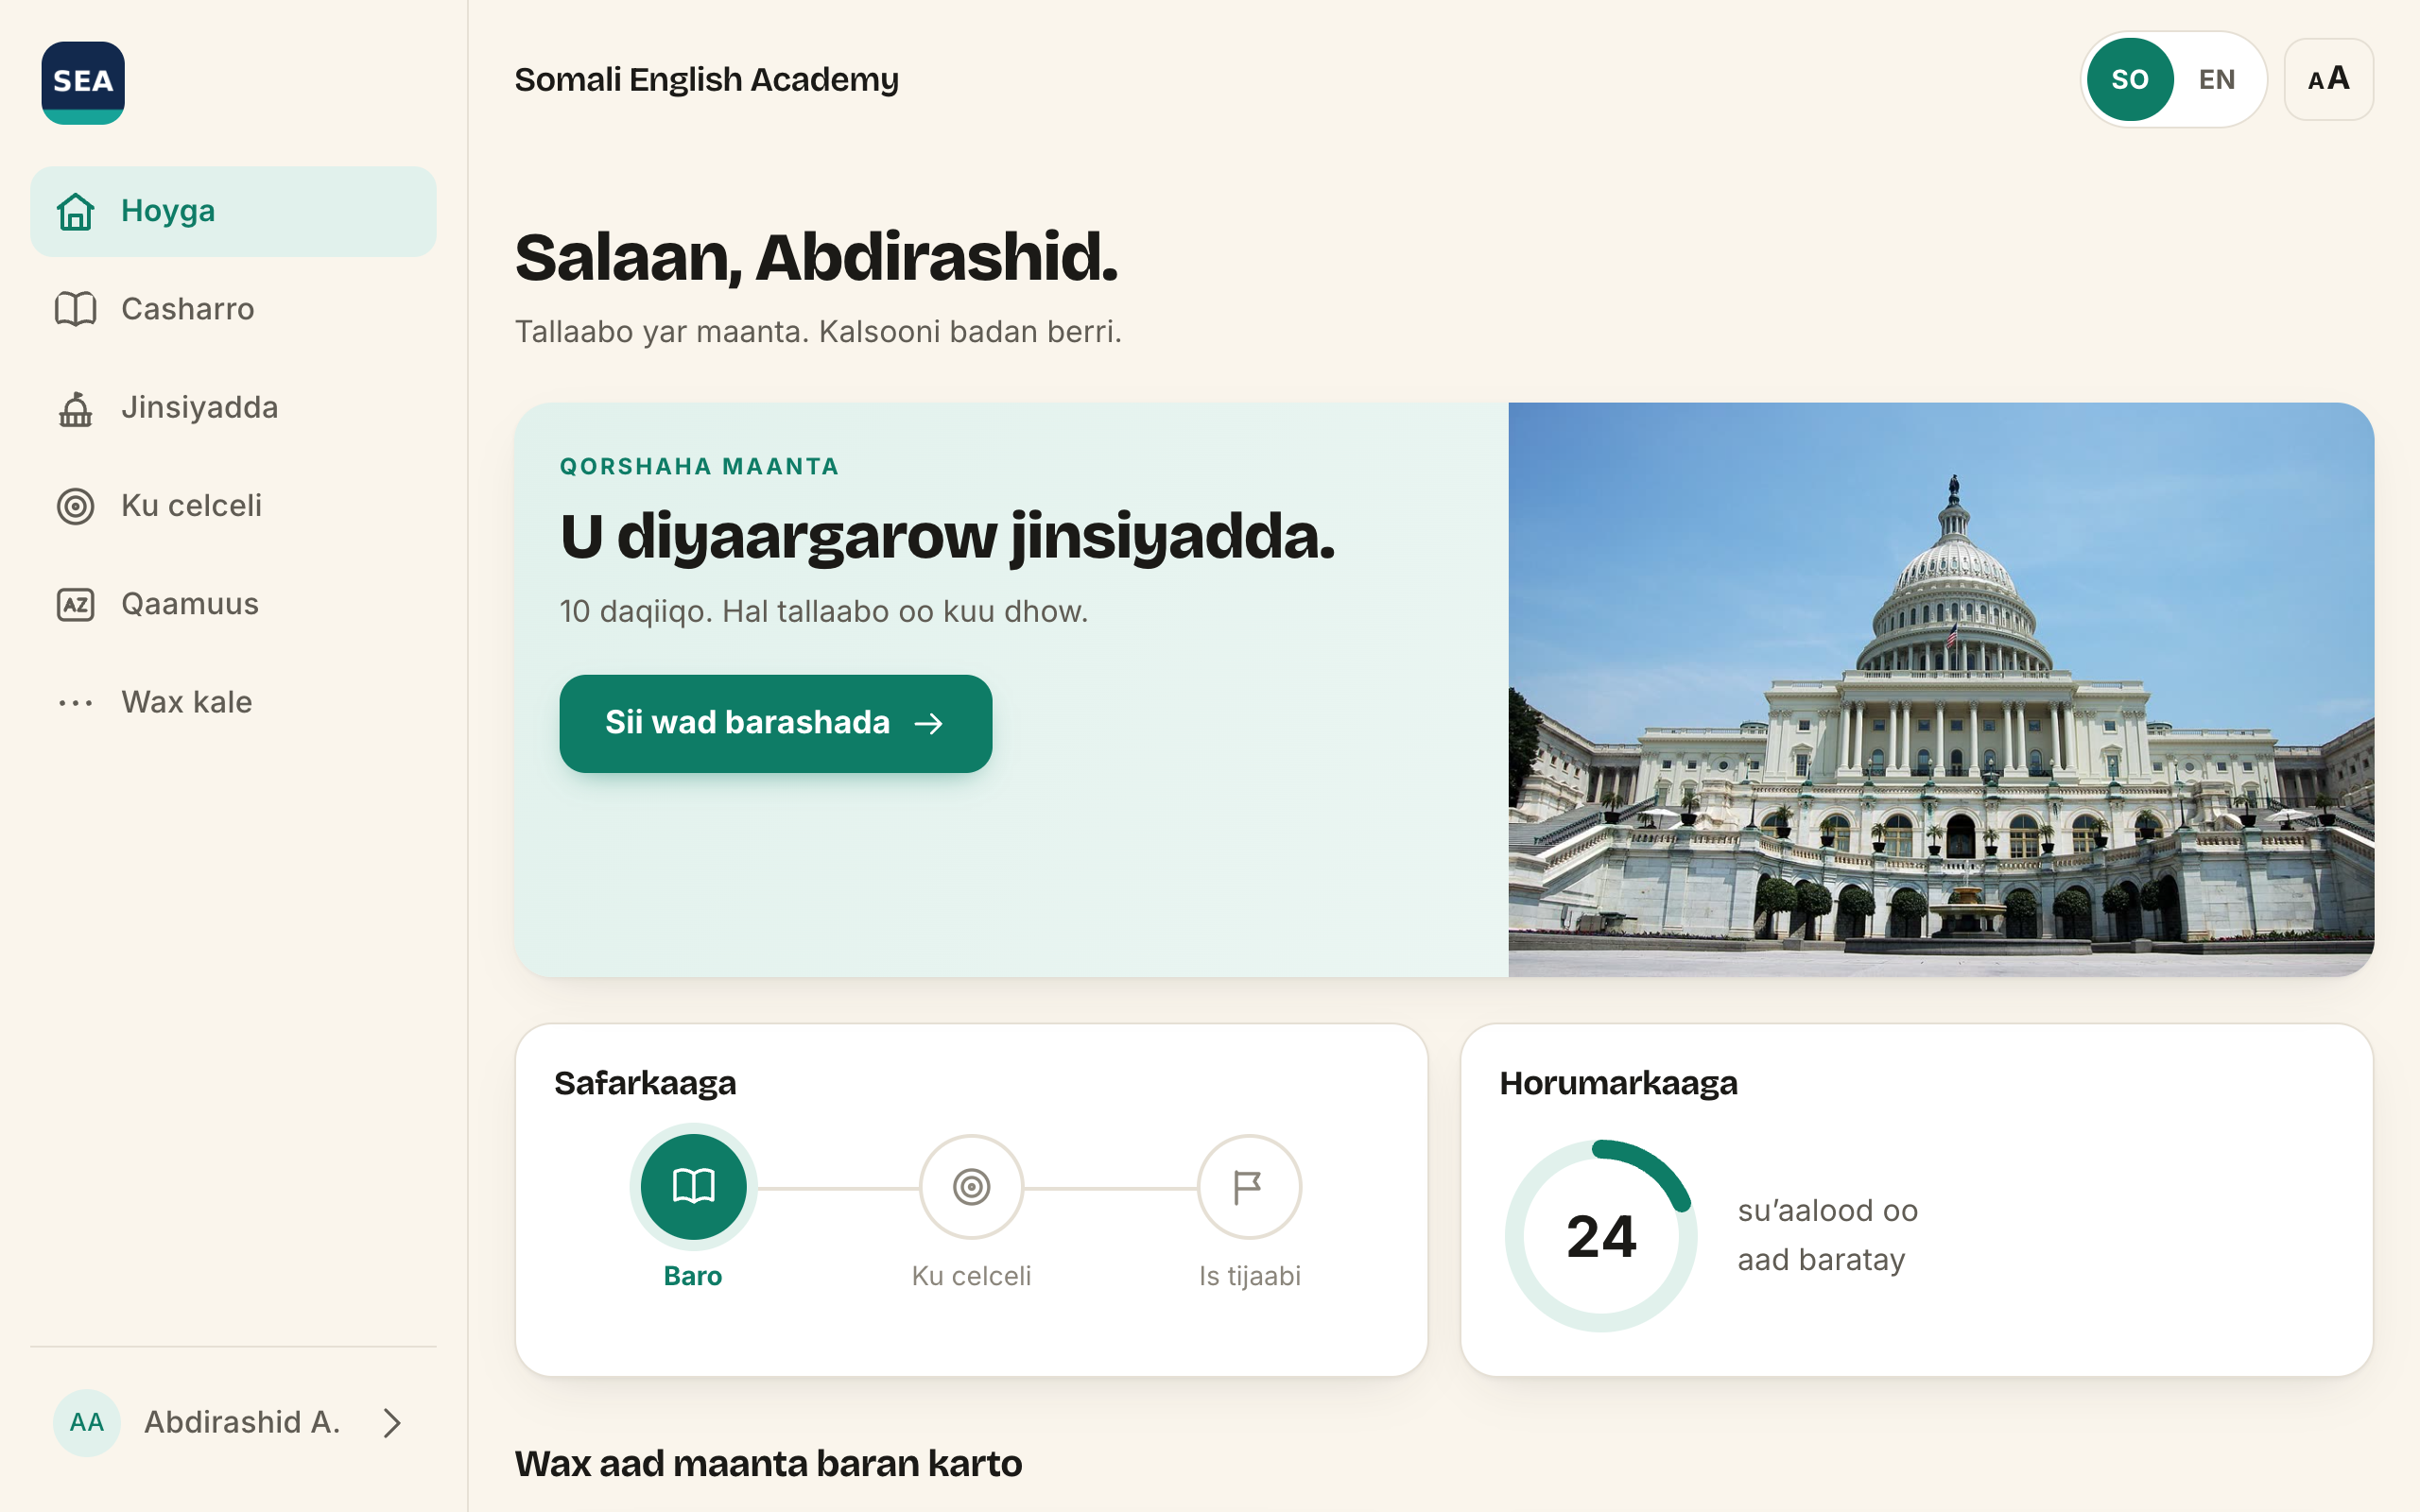 SEA
Somali English Academy
SO
EN
AA
Hoyga
Casharro
Jinsiyadda
Ku celceli
AZ
Qaamuus
Wax kale
Salaan, Abdirashid.
Tallaabo yar maanta. Kalsooni badan berri.
QORSHAHA MAANTA
U diyaargarow jinsiyadda.
10 daqiiqo. Hal tallaabo oo kuu dhow.
Sii wad barashada
Safarkaaga
Baro
Ku celceli
Is tijaabi
Horumarkaaga
24
su’aalood oo
aad baratay
AA
Abdirashid A.
Wax aad maanta baran karto